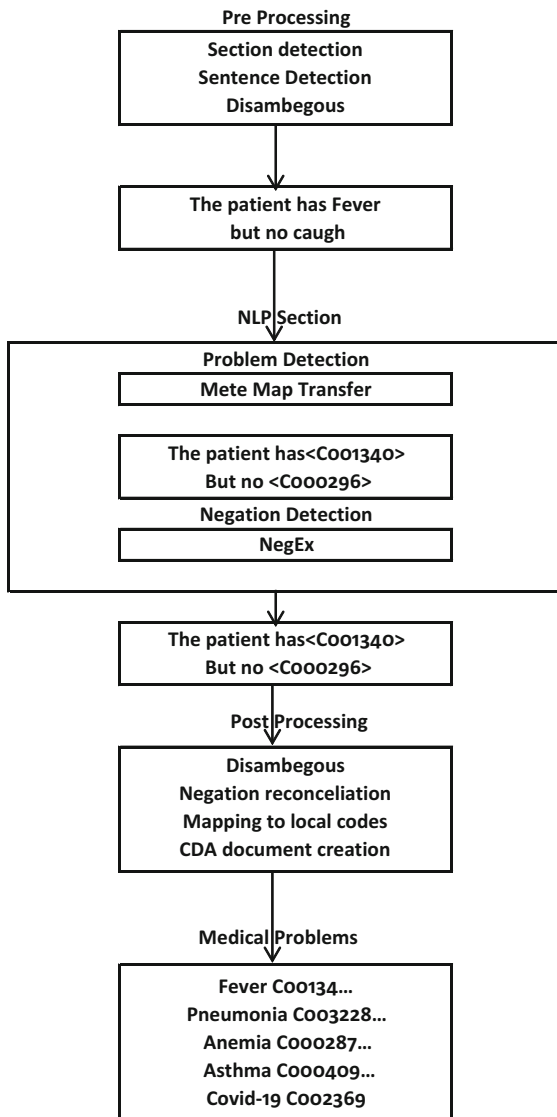 Pre Processing
Section detection
Sentence Detection
Disambegous
The patient has Fever
but no caugh
NLP Section
Problem Detection
Mete Map Transfer
The patient has<C001340>
But no <C000296>
Negation Detection
NegEx
The patient has<C001340>
But no <C000296>
Post Processing
Disambegous
Negation reconceliation
Mapping to local codes
CDA document creation
Medical Problems
Fever C00134...
Pneumonia C003228...
Anemia C000287...
Asthma C000409...
Covid-19 C002369